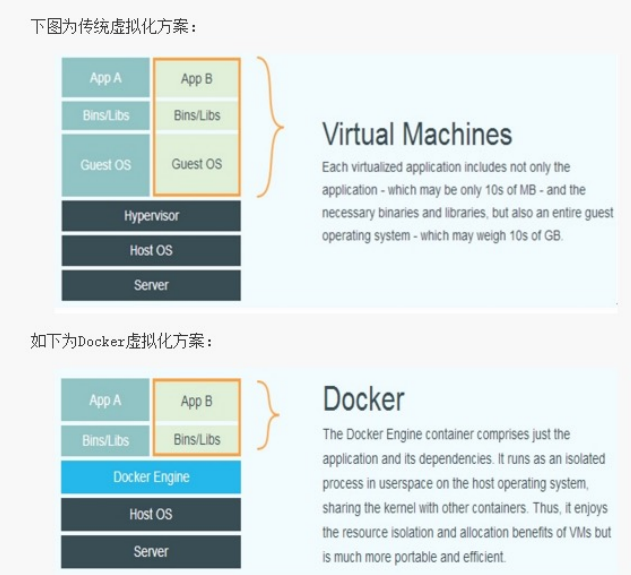 下图为传统虚拟化方案：
App A
App B
Bins/Libs
Bins/Libs
Guest OS
Guest OS
Hypervisor
Host OS
Server
Virtual Machines
Each virtualized application includes not only the
application - which may be only 10s of MB - and the
necessary binaries and libraries, but also an entire guest
operating system - which may weigh 10s of GB.
如下为Docker虚拟化方案：
App A
App B
Bins/Libs
Bins/Libs
Docker Engine
Host OS
Server
Docker
The Docker Engine container comprises just the
application and its dependencies. It runs as an isolated
process in userspace on the host operating system,
sharing the kernel with other containers. Thus, it enjoys
the resource isolation and allocation benefits of VMs but
is much more portable and efficient.